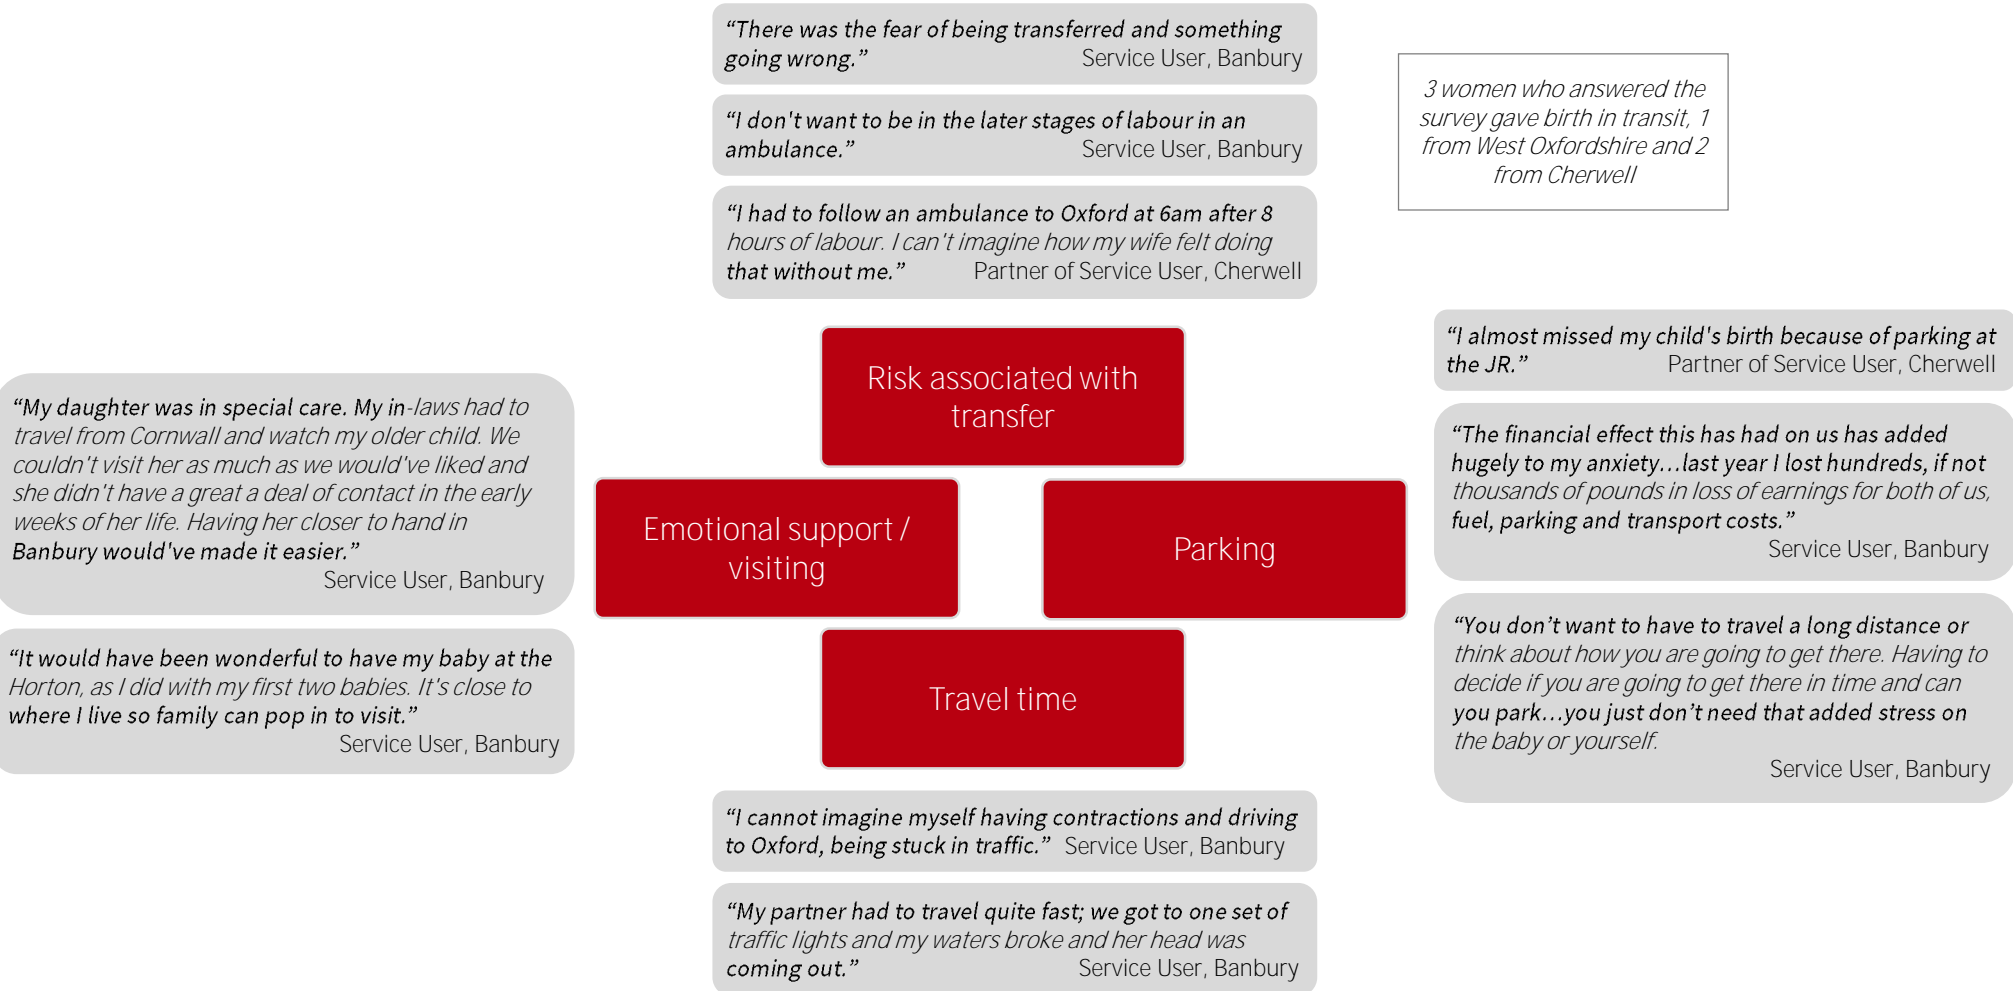 “There was the fear of being transferred and something
going wrong.” Service User, Banbury
“I don't want to be in the later stages of labour in an
ambulance.” Service User, Banbury
“I had to follow an ambulance to Oxford at 6am after 8
hours of labour. I can't imagine how my wife felt doing
that without me.” Partner of Service User, Cherwell
3 women who answered the
survey gave birth in transit, 1
from West Oxfordshire and 2
from Cherwell
Risk associated with
transfer
“My daughter was in special care. My in-laws had to
travel from Cornwall and watch my older child. We
couldn't visit her as much as we would've liked and
she didn't have a great a deal of contact in the early
weeks of her life. Having her closer to hand in
Banbury would've made it easier.”
Service User, Banbury
“It would have been wonderful to have my baby at the
Horton, as I did with my first two babies. It's close to
where I live so family can pop in to visit.”
Service User, Banbury
Emotional support /
visiting
Parking
“I almost missed my child's birth because of parking at
the JR.” Partner of Service User, Cherwell
“The financial effect this has had on us has added
hugely to my anxiety…last year I lost hundreds, if not
thousands of pounds in loss of earnings for both of us,
fuel, parking and transport costs.”
Service User, Banbury
“You don’t want to have to travel a long distance or
think about how you are going to get there. Having to
decide if you are going to get there in time and can
you park…you just don’t need that added stress on
the baby or yourself.
Service User, Banbury
Travel time
“I cannot imagine myself having contractions and driving
to Oxford, being stuck in traffic.” Service User, Banbury
“My partner had to travel quite fast; we got to one set of
traffic lights and my waters broke and her head was
coming out.” Service User, Banbury